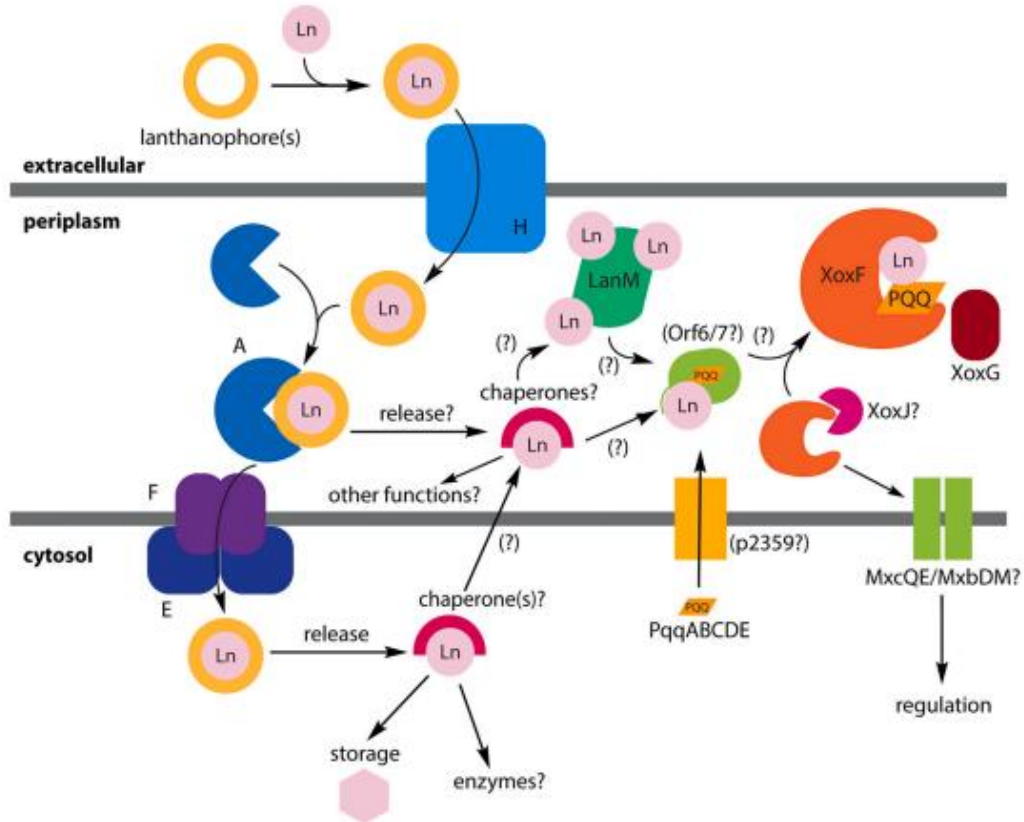 Ln
Ln
lanthanophore(s)
extracellular
periplasm
H
Ln
Ln
LanM
Ln
XoxF
Ln
PQQ
Ln
A
(?)
(?)
(Orf6/7?)
(?)
XoxG
chaperones?
PQQ
Ln
Ln
release?
Ln
(?)
XoxJ?
other functions?
F
cytosol
(?)
(p2359?)
E
chaperone(s)?
MxcQE/MxbDM?
PQQ
PqqABCDE
Ln
release
Ln
regulation
storage
enzymes?